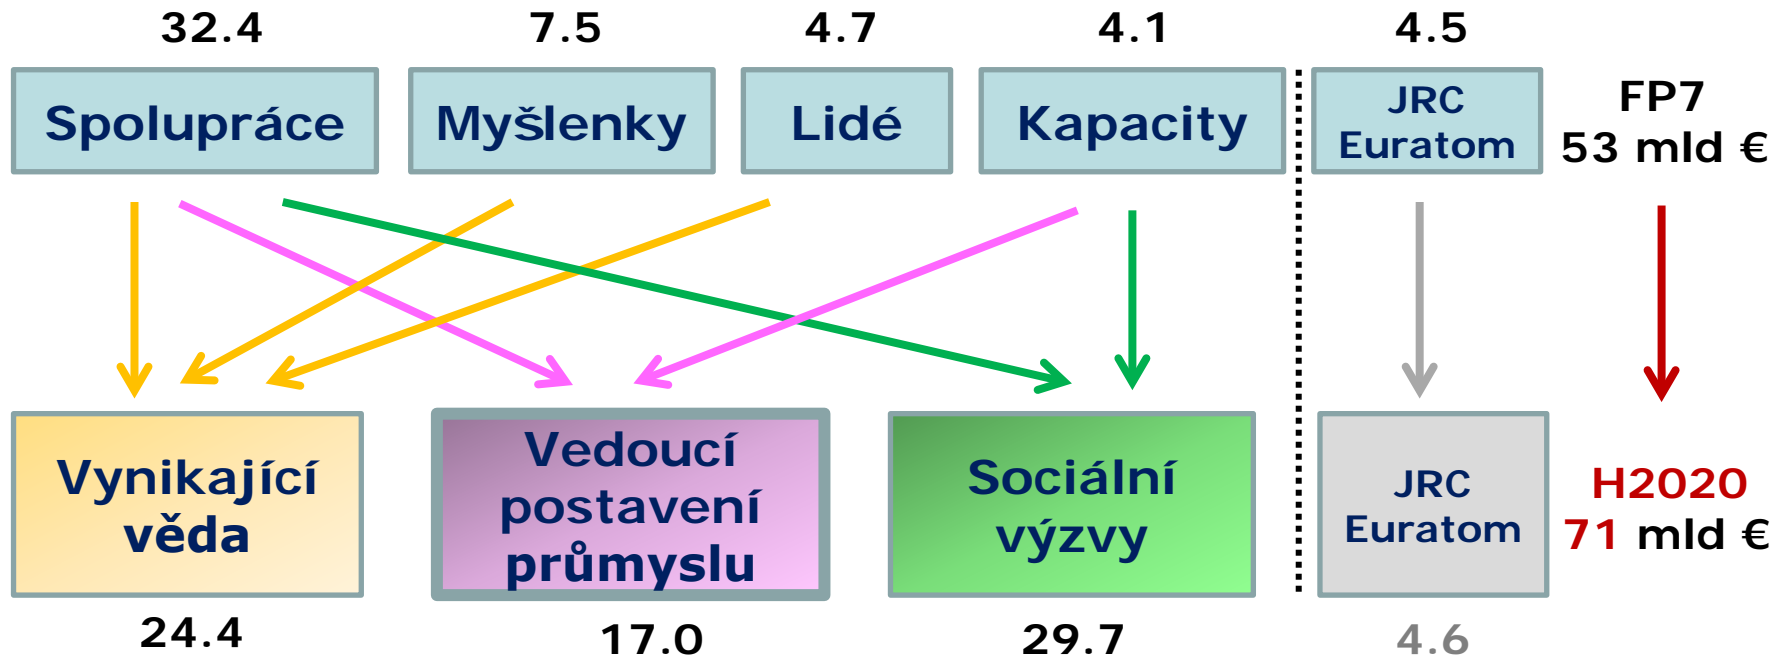 32.4
7.5
4.7
4.1
4.5
Spolupráce
Myšlenky
Lidé
Kapacity
JRC
Euratom
FP7
53 mld €
Vynikající
věda
Vedoucí
postavení
průmyslu
Sociální
výzvy
JRC
Euratom
H2020
71 mld €
24.4
17.0
29.7
4.6